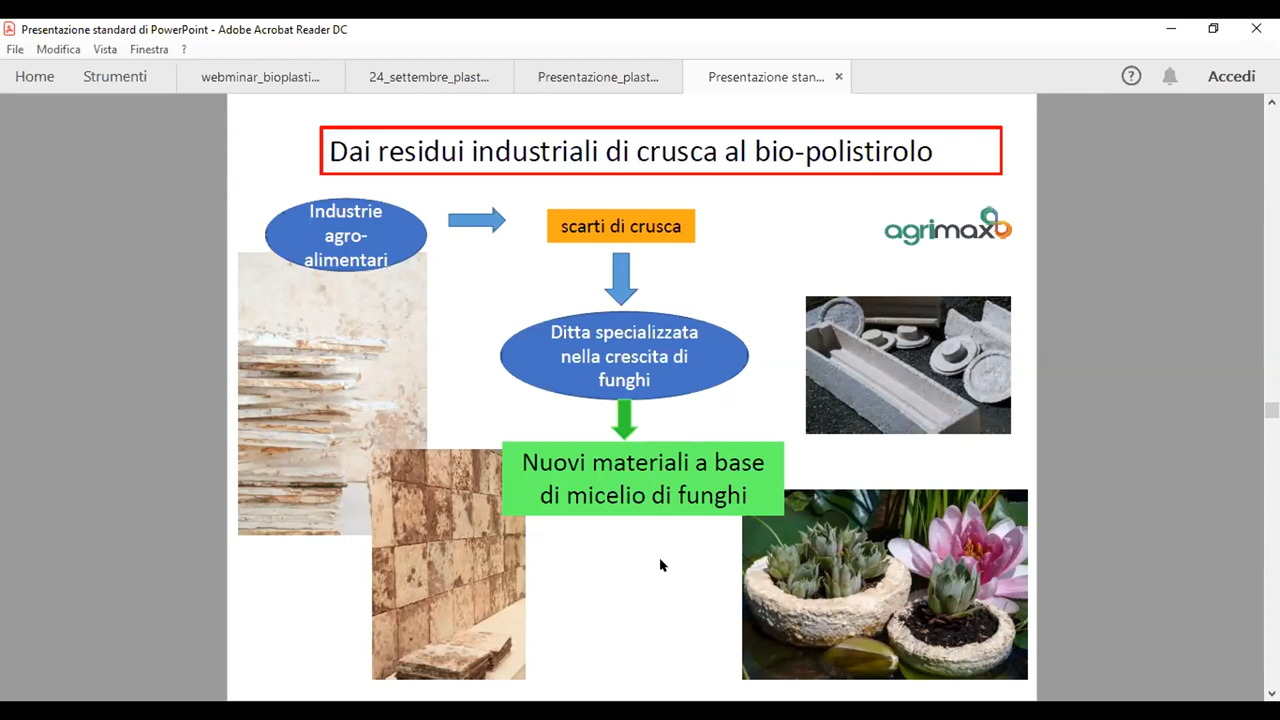 Presentazione standard di PowerPoint - Adobe Acrobat Reader DC
File Modifica Vista Finestra ?
Home Strumenti webminar_bioplasti... 24_settembre_plast... Presentazione_plast... Presentazione stan... × ? Accedi
Dai residui industriali di crusca al bio-polistirolo
Industrie
agro-
alimentari
scarti di crusca
agrimax
Ditta specializzata
nella crescita di
funghi
Nuovi materiali a base
di micelio di funghi